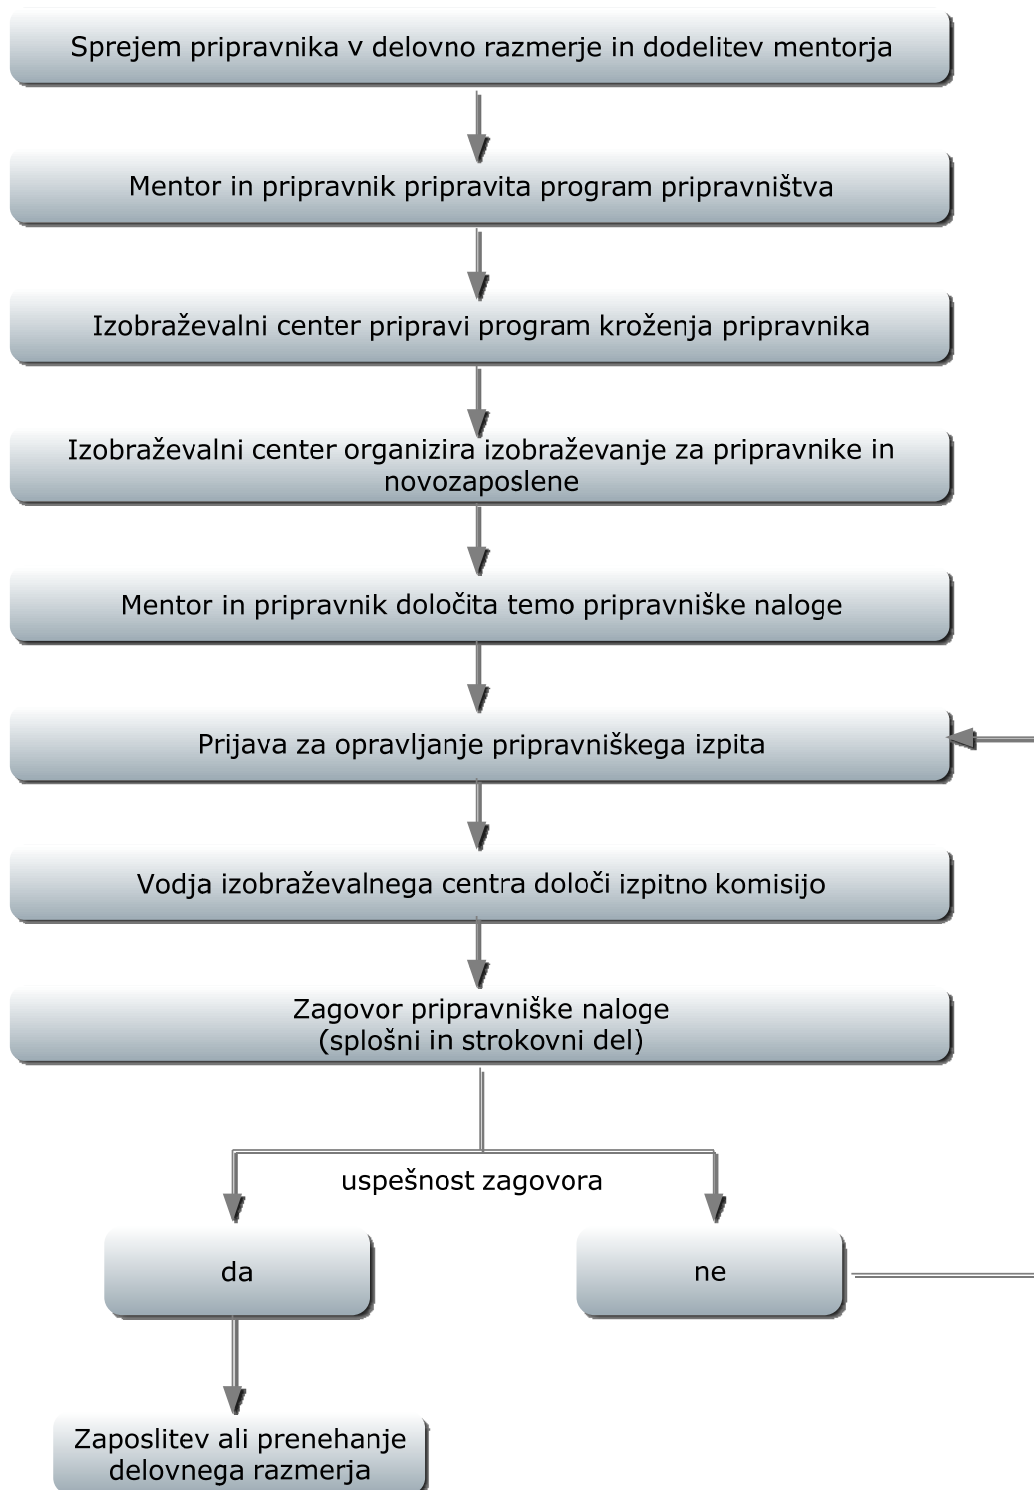 Sprejem pripravnika v delovno razmerje in dodelitev mentorja
Mentor in pripravnik pripravita program pripravništva
Izobraževalni center pripravi program kroženja pripravnika
Izobraževalni center organizira izobraževanje za pripravnike in
novozaposlene
Mentor in pripravnik določita temo pripravniške naloge
Prijava za opravljanje pripravniškega izpita
Vodja izobraževalnega centra določi izpitno komisijo
Zagovor pripravniške naloge
(splošni in strokovni del)
uspešnost zagovora
da
ne
Zaposlitev ali prenehanje
delovnega razmerja